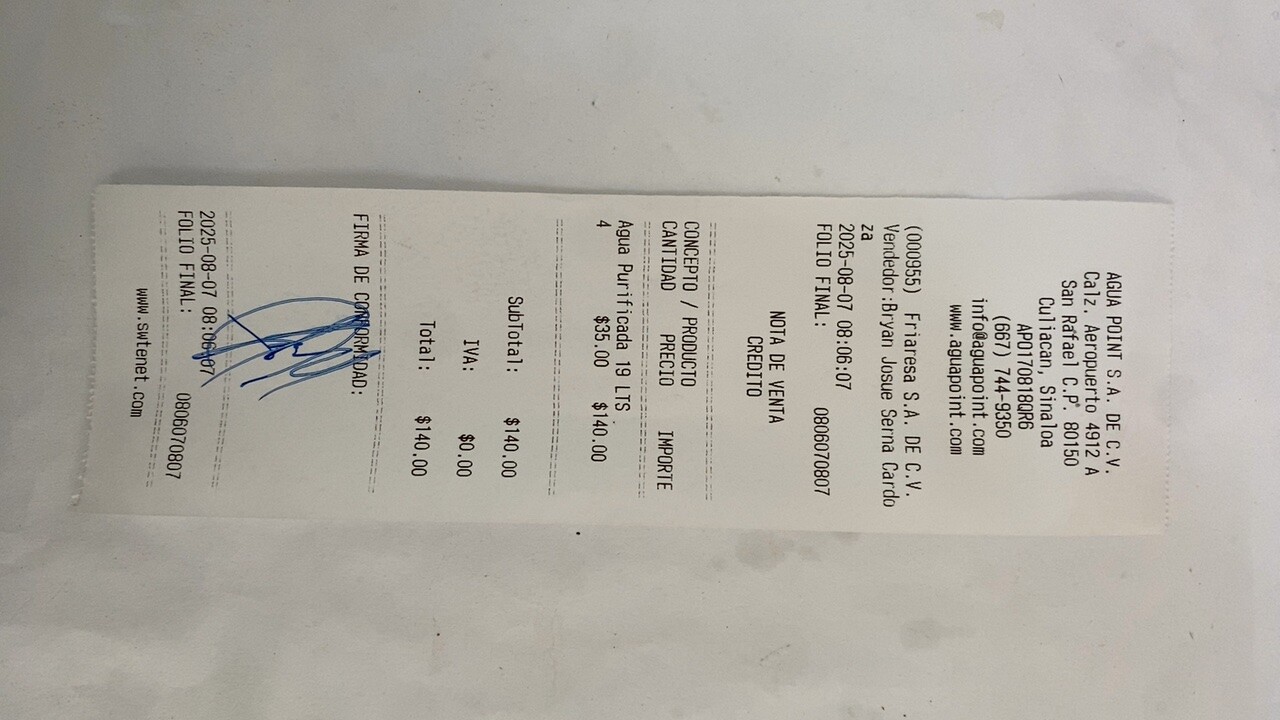 AGUA POINT S.A. DE C.V.
Calz. Aeropuerto 4912 A
San Rafael C.P. 80150
Culiacan, Sinaloa
APO170818QR6
(667) 744-9350
info@aguapoint.com
www.aguapoint.com
(000955) Friaresa S.A. DE C.V.
Vendedor:Bryan Josue Serna Cardo
za
2025-08-07 08:06:07
FOLIO FINAL: 0806070807
NOTA DE VENTA
CREDITO
CONCEPTO / PRODUCTO
CANTIDAD PRECIO IMPORTE
Agua Purificada 19 LTS
4 $35.00 $140.00
SubTotal: $140.00
IVA: $0.00
Total: $140.00
FIRMA DE CONFORMIDAD:
2025-08-07 08:06:07
FOLIO FINAL: 0806070807
www.swtenet.com